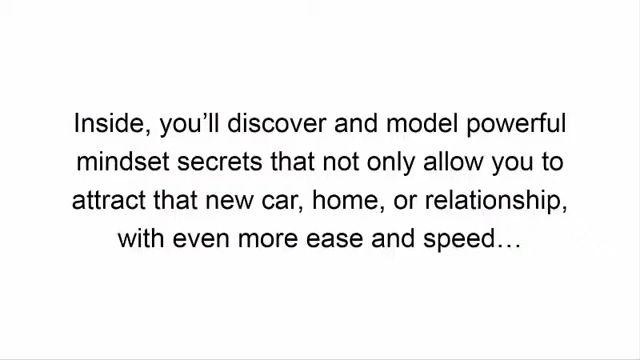 Inside, you’ll discover and model powerful
mindset secrets that not only allow you to
attract that new car, home, or relationship,
with even more ease and speed…